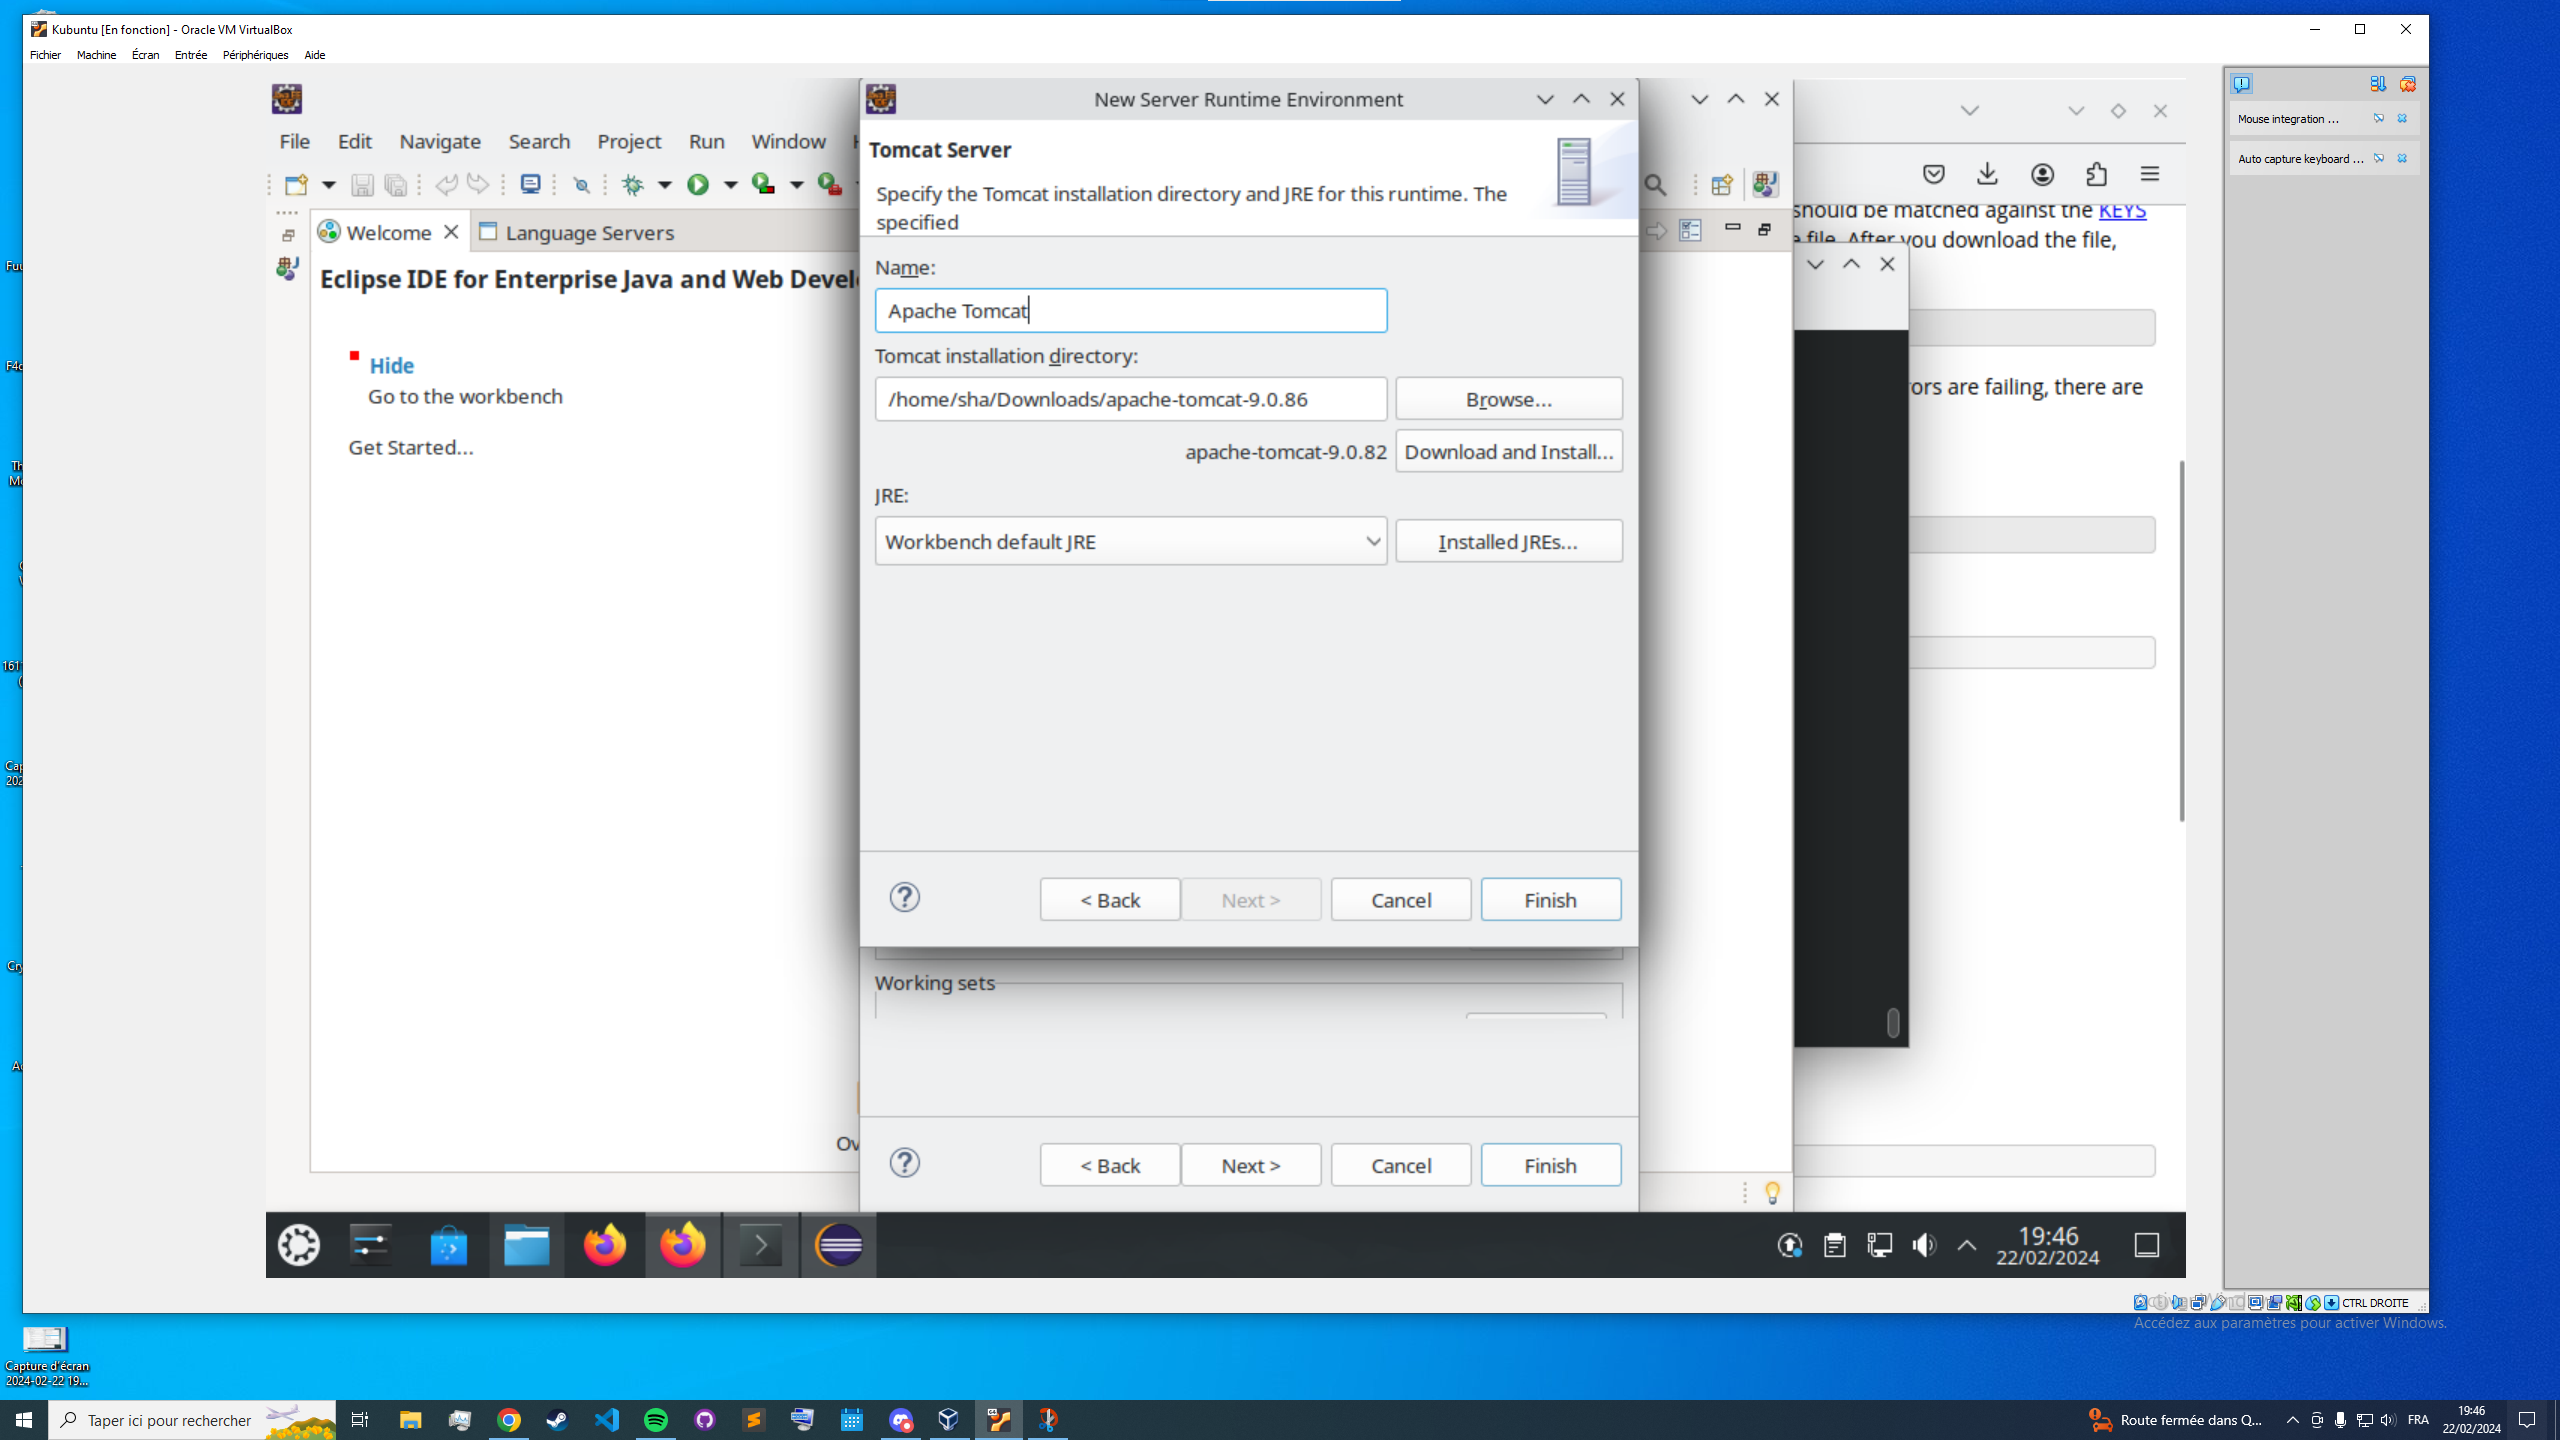 Kubuntu [En fonction] - Oracle VM VirtualBox
Fichier Machine Écran Entrée Périphériques Aide
New Server Runtime Environment
File Edit Navigate Search Project Run Window
Tomcat Server
Specify the Tomcat installation directory and JRE for this runtime. The
specified
Welcome Language Servers
Eclipse IDE for Enterprise Java and Web
Hide
Go to the workbench
Get Started...
Name:
Apache Tomcat
Tomcat installation directory:
/home/sha/Downloads/apache-tomcat-9.0.86 Browse...
apache-tomcat-9.0.82 Download and Install...
JRE:
Workbench default JRE Installed JREs...
? < Back Next > Cancel Finish
Working sets
? < Back Next > Cancel Finish
should be matched against the KEYS
file. After you download the file,
are failing, there are
Mouse integration ...
Auto capture keyboard ...
19:46
22/02/2024
CTRL DROITE
Accédez aux paramètres pour activer Windows.
Capture d'écran
2024-02-22 19...
Taper ici pour rechercher
Route fermée dans Q...
FRA
19:46
22/02/2024